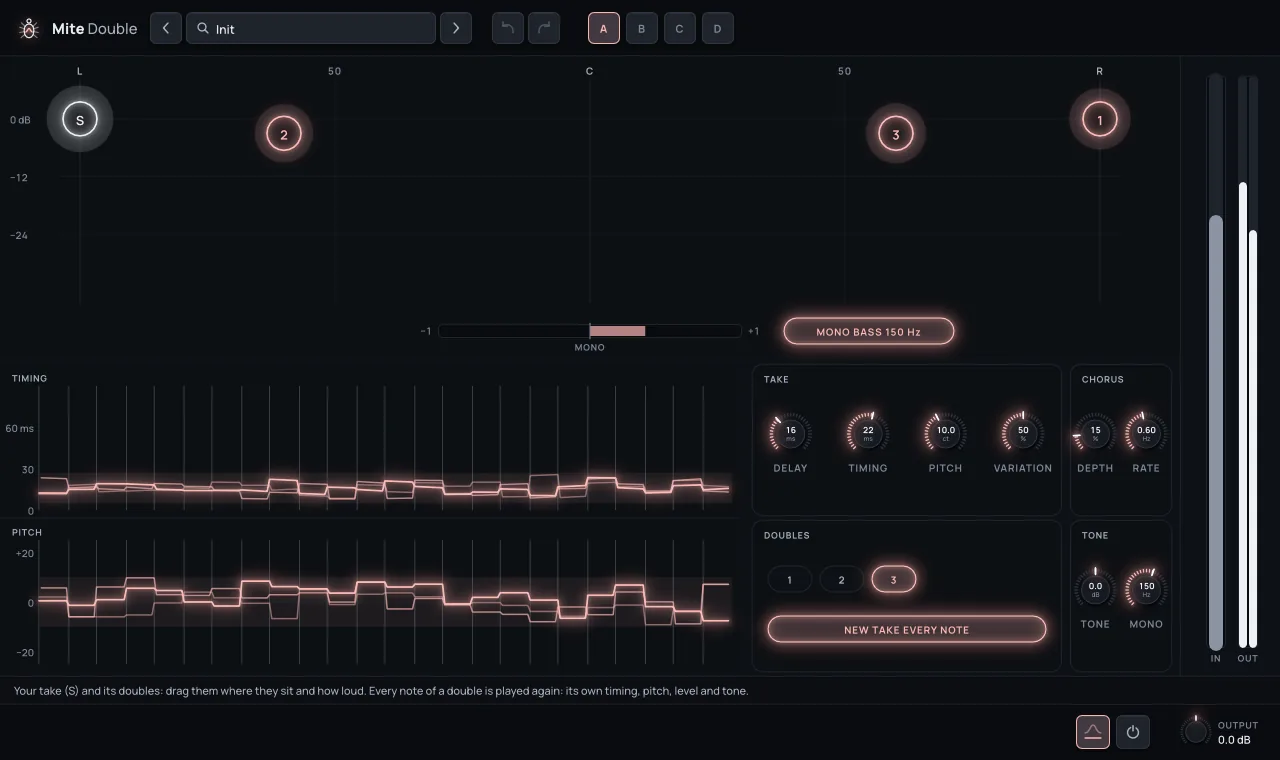 Mite Double
Init
A B C D
L 50 C 50 R
0 dB
−12
−24
S 2 3 1
−1 +1
MONO
MONO BASS 150 Hz
TIMING
60 ms
30
0
PITCH
+20
0
−20
TAKE
16 ms 22 ms 10.0 ct 50 %
DELAY TIMING PITCH VARIATION
CHORUS
15 % 0.60 Hz
DEPTH RATE
DOUBLES
1 2 3
NEW TAKE EVERY NOTE
TONE
0.0 dB 150 Hz
TONE MONO
IN OUT
Your take (S) and its doubles: drag them where they sit and how loud. Every note of a double is played again: its own timing, pitch, level and tone.
OUTPUT
0.0 dB